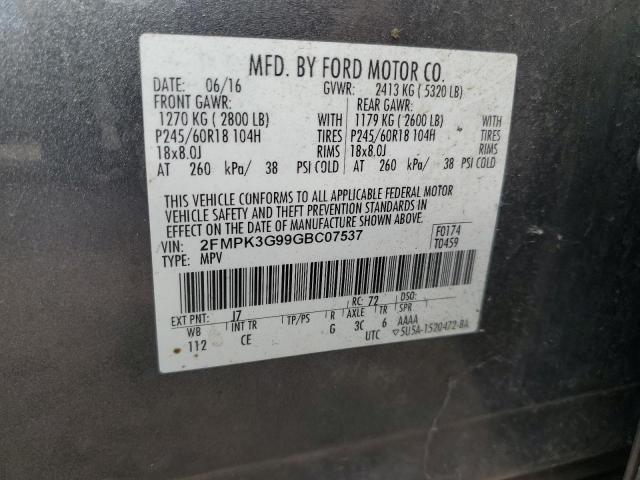 MFD. BY FORD MOTOR CO.
DATE: 06/16 GVWR: 2413 KG ( 5320 LB)
FRONT GAWR: REAR GAWR:
1270 KG ( 2800 LB) WITH 1179 KG ( 2600 LB) WITH
P245/60R18 104H TIRES P245/60R18 104H TIRES
18x8.0J RIMS 18x8.0J RIMS
AT 260 kPa/ 38 PSI COLD AT 260 kPa/ 38 PSI COLD
THIS VEHICLE CONFORMS TO ALL APPLICABLE FEDERAL MOTOR
VEHICLE SAFETY AND THEFT PREVENTION STANDARDS IN
EFFECT ON THE DATE OF MANUFACTURE SHOWN ABOVE.
VIN: 2FMPK3G99GBC07537 F0174
TYPE: MPV T0459
EXT PNT: J7 RC: 72 DSO:
WB INT TR TP/PS R AXLE TR SPR
112 CE G 3C 6 AAAA
UTC ▽5U5A-1520472-BA